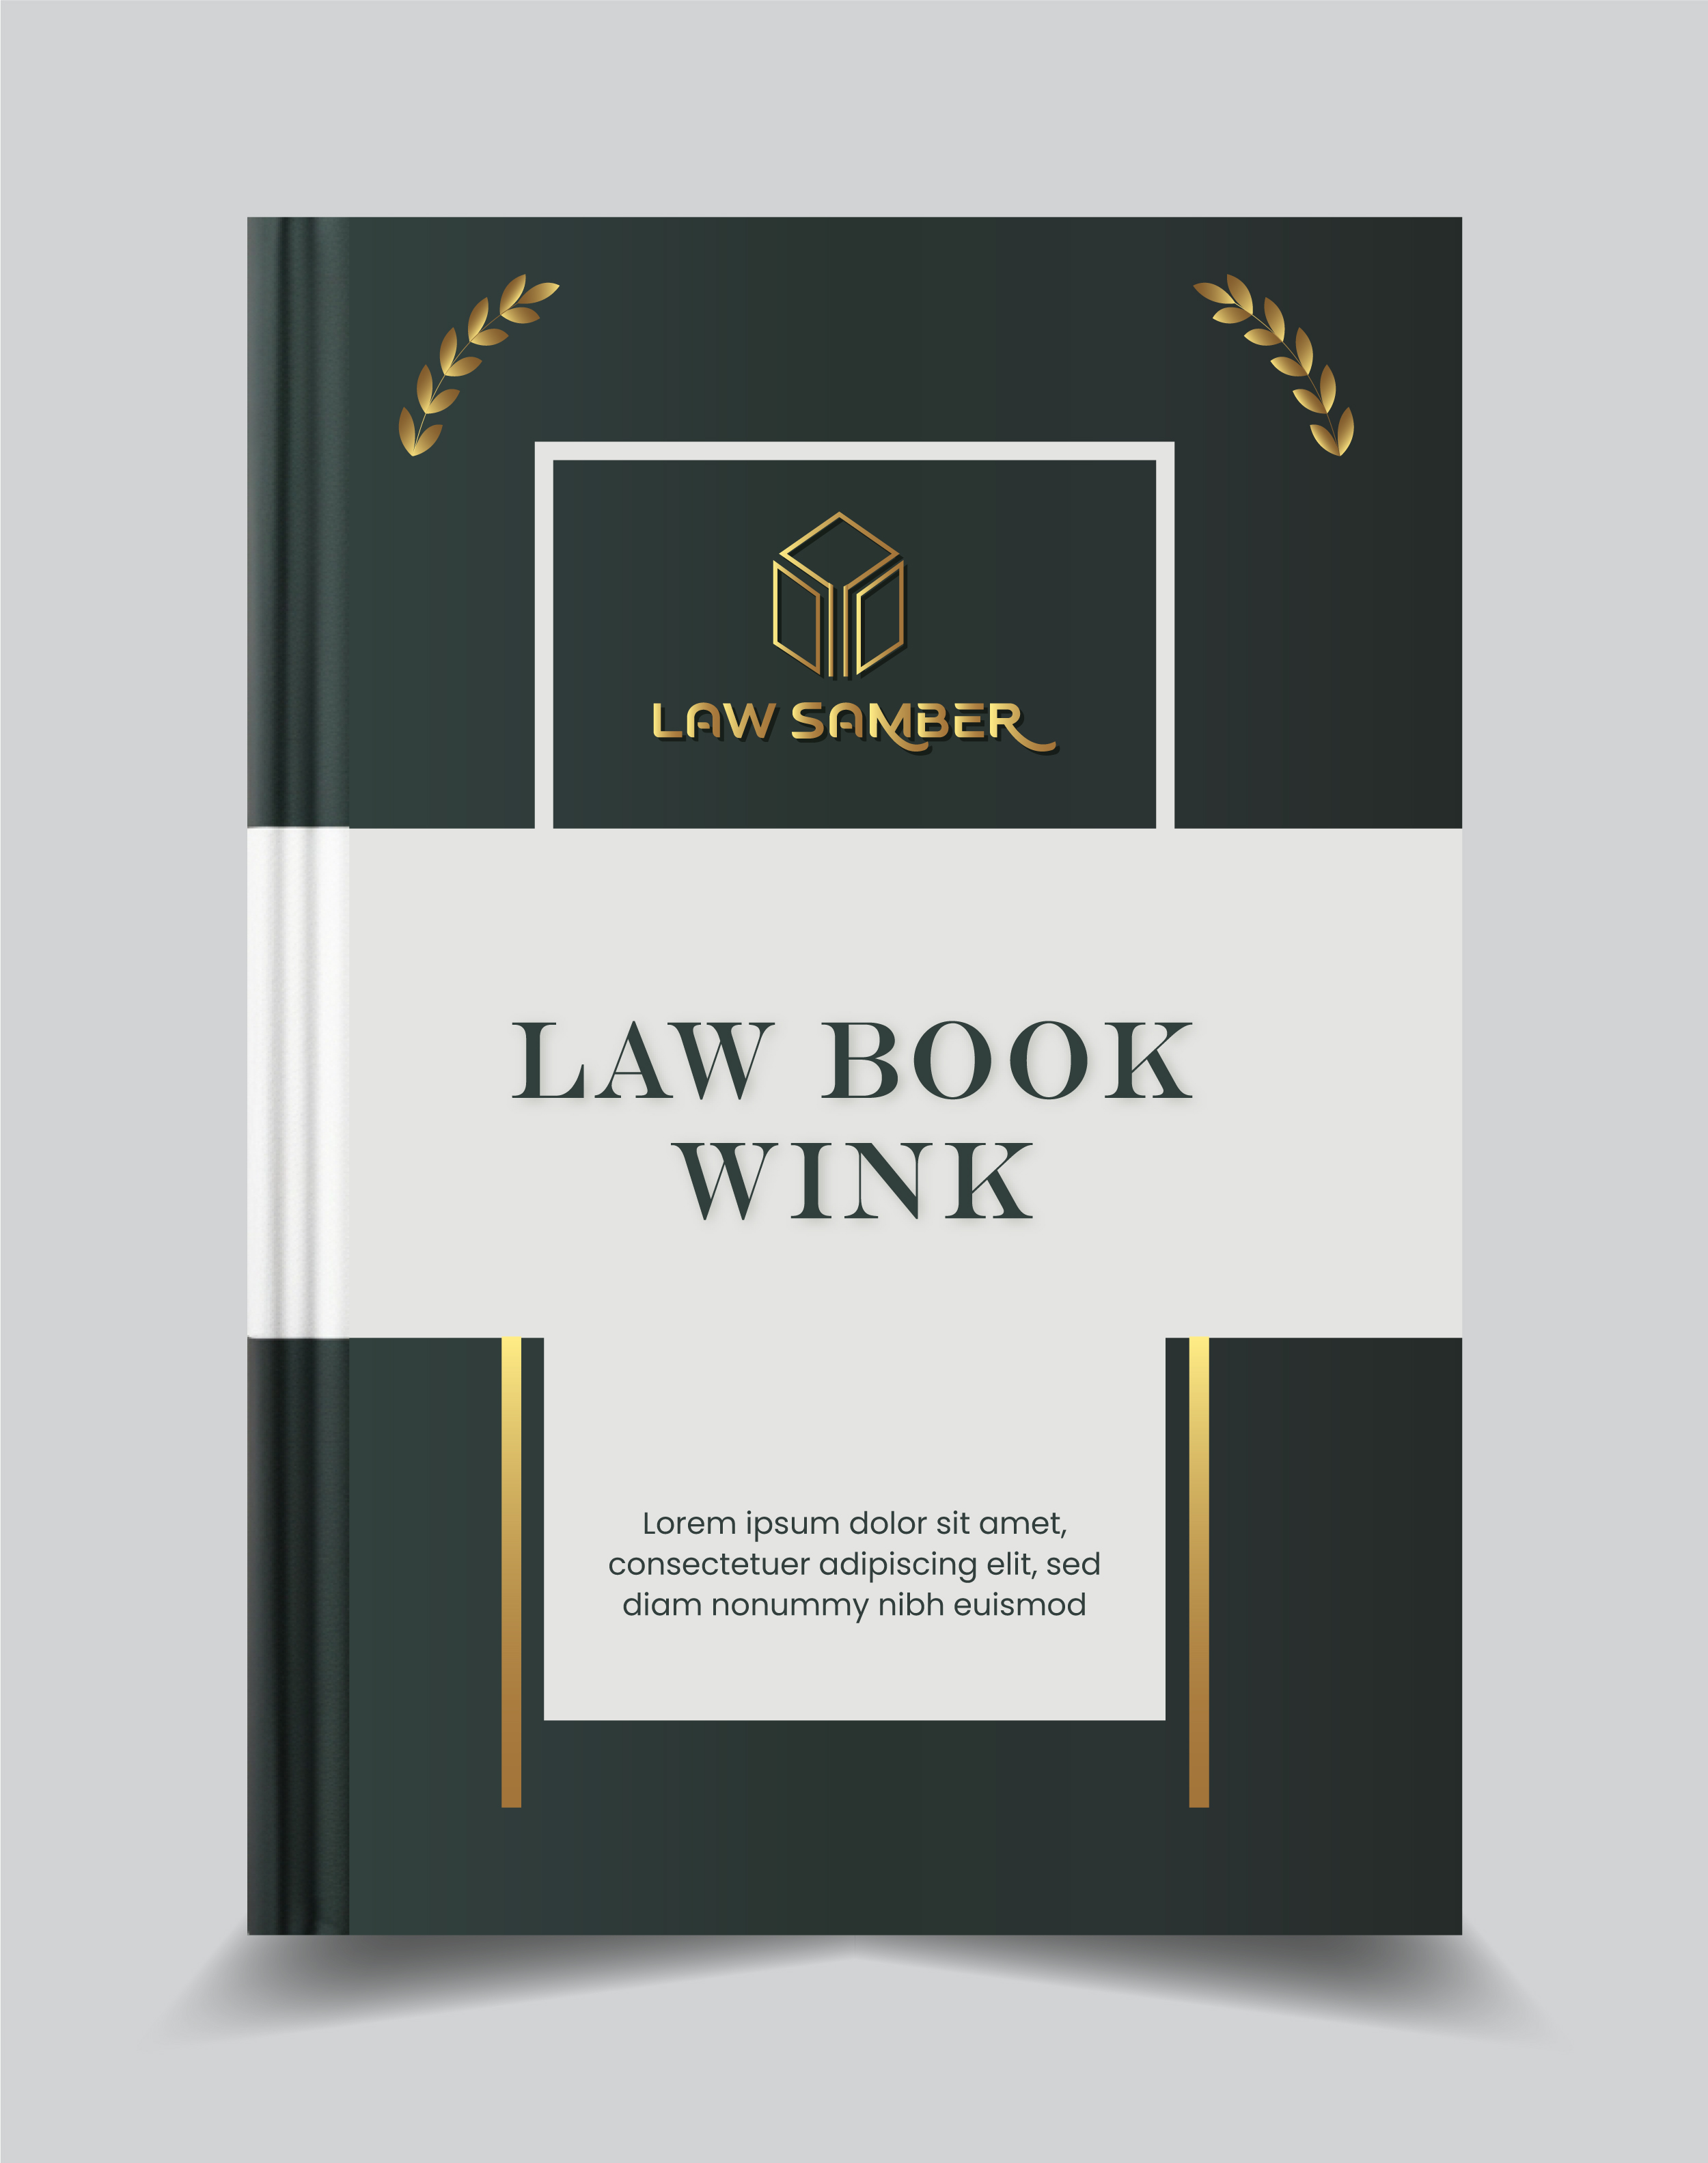 LAW SAMBER
LAW BOOK
WINK
Lorem ipsum dolor sit amet,
consectetuer adipiscing elit, sed
diam nonummy nibh euismod